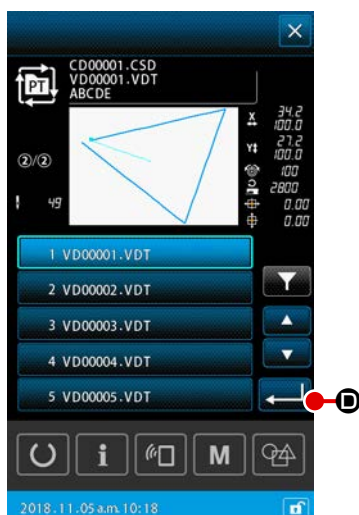 CD00001.CSD
VD00001.VDT
ABCDE
PT
X 34.2
100.0
Y 27.2
100.0
②/②
100
2800
49
0.00
0.00
1 VD00001.VDT
2 VD00002.VDT
3 VD00003.VDT
4 VD00004.VDT
5 VD00005.VDT
D
i
M
2018.11.05 a.m. 10:18